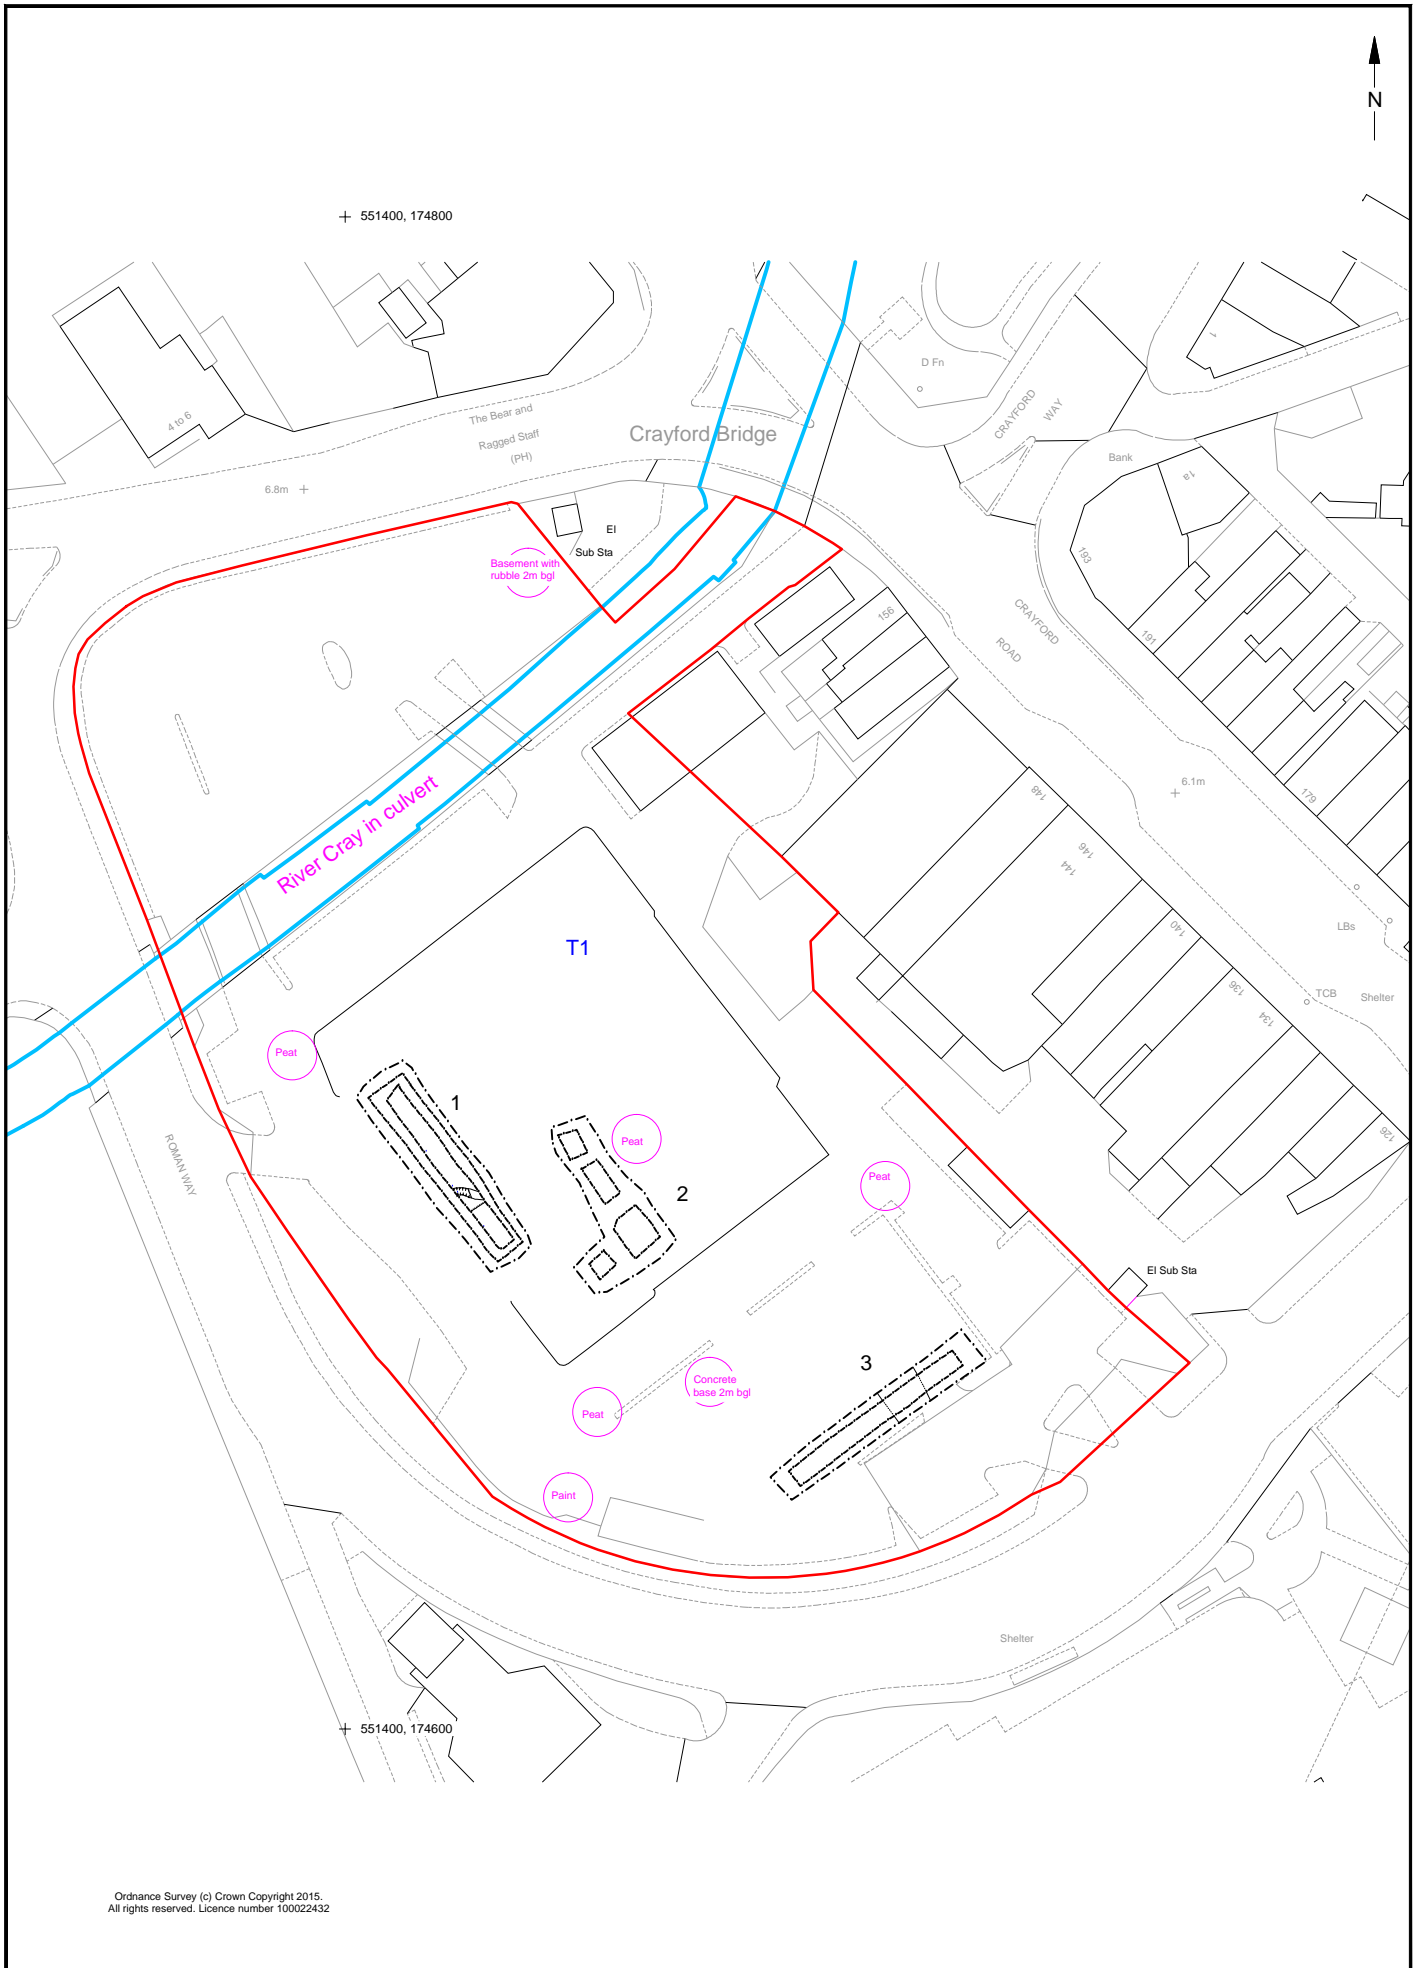 N
551400, 174800
D Fn
1
CRAYFORD
WAY
4 to 6
The Bear and
Ragged Staff
(PH)
Crayford Bridge
Bank
1a
6.8m
El
Sub Sta
Basement with
rubble 2m bgl
193
156
CRAYFORD
ROAD
191
River Cray in culvert
6.1m
179
148
146
144
140
136
134
126
LBs
TCB
Shelter
T1
Peat
1
Peat
2
Peat
ROMAN WAY
El Sub Sta
3
Concrete
base 2m bgl
Peat
Paint
Shelter
551400, 174600
Ordnance Survey (c) Crown Copyright 2015.
All rights reserved. Licence number 100022432